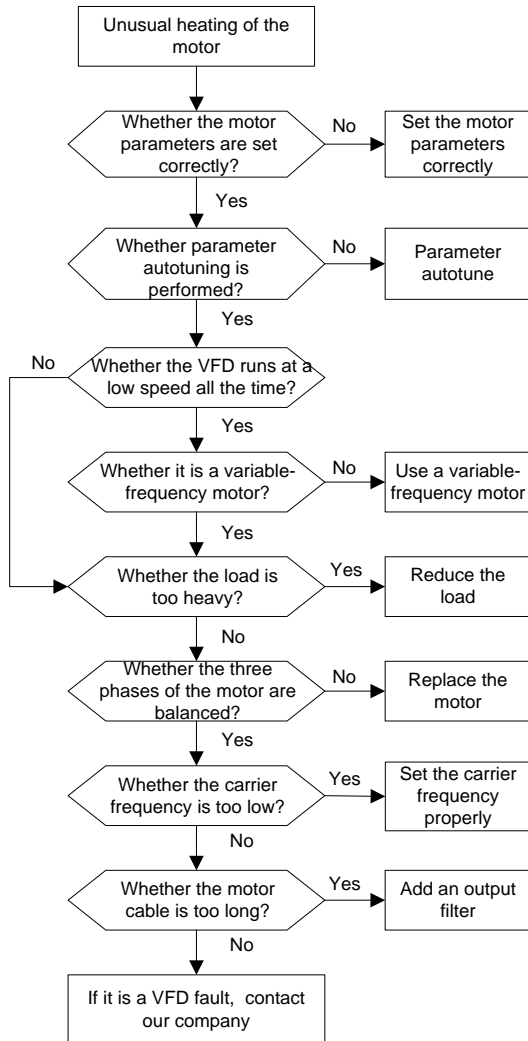 Unusual heating of the
motor
Whether the motor
parameters are set
correctly?
No
Set the motor
parameters
correctly
Yes
Whether parameter
autotuning is
performed?
No
Parameter
autotune
Yes
No
Whether the VFD runs at a
low speed all the time?
Yes
Whether it is a variable-
frequency motor?
No
Use a variable-
frequency motor
Yes
Whether the load is
too heavy?
Yes
Reduce the
load
No
Whether the three
phases of the motor are
balanced?
No
Replace the
motor
Yes
Whether the carrier
frequency is too low?
Yes
Set the carrier
frequency
properly
No
Whether the motor
cable is too long?
Yes
Add an output
filter
No
If it is a VFD fault, contact
our company